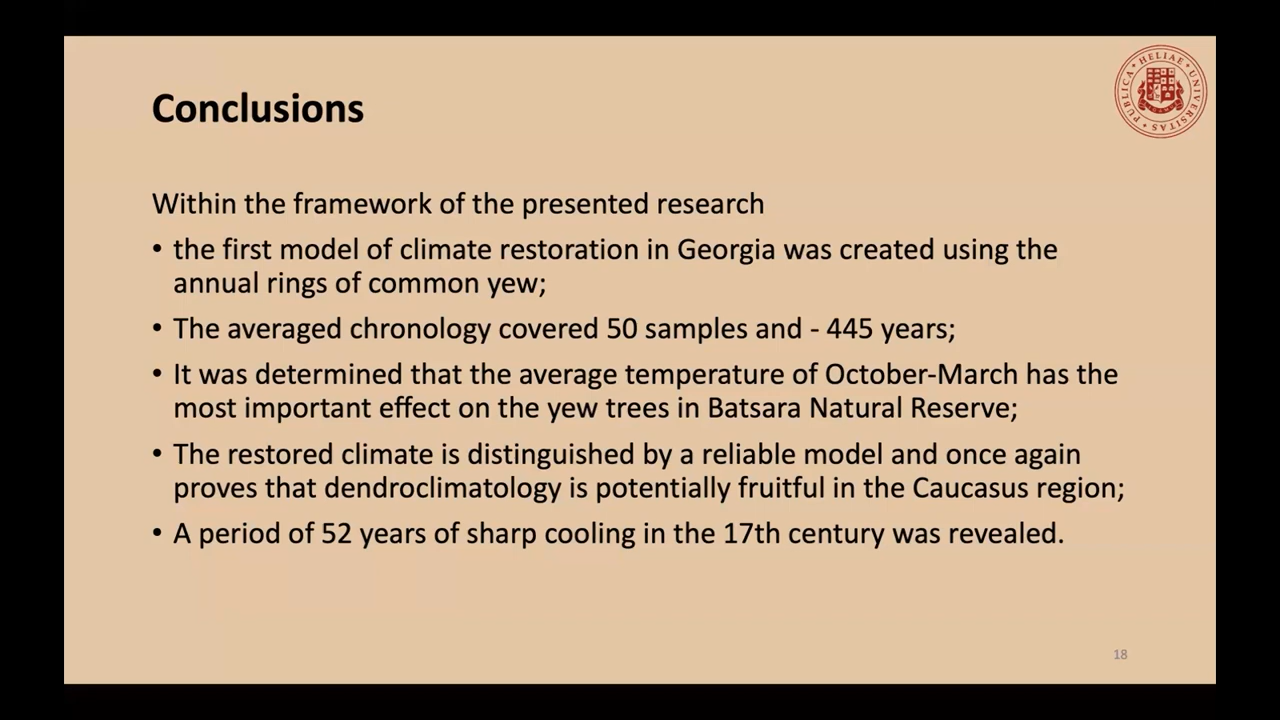 Conclusions
PUBLICA • HELIAE • UNIVERSITAS
Within the framework of the presented research
• the first model of climate restoration in Georgia was created using the
annual rings of common yew;
• The averaged chronology covered 50 samples and - 445 years;
• It was determined that the average temperature of October-March has the
most important effect on the yew trees in Batsara Natural Reserve;
• The restored climate is distinguished by a reliable model and once again
proves that dendroclimatology is potentially fruitful in the Caucasus region;
• A period of 52 years of sharp cooling in the 17th century was revealed.
18